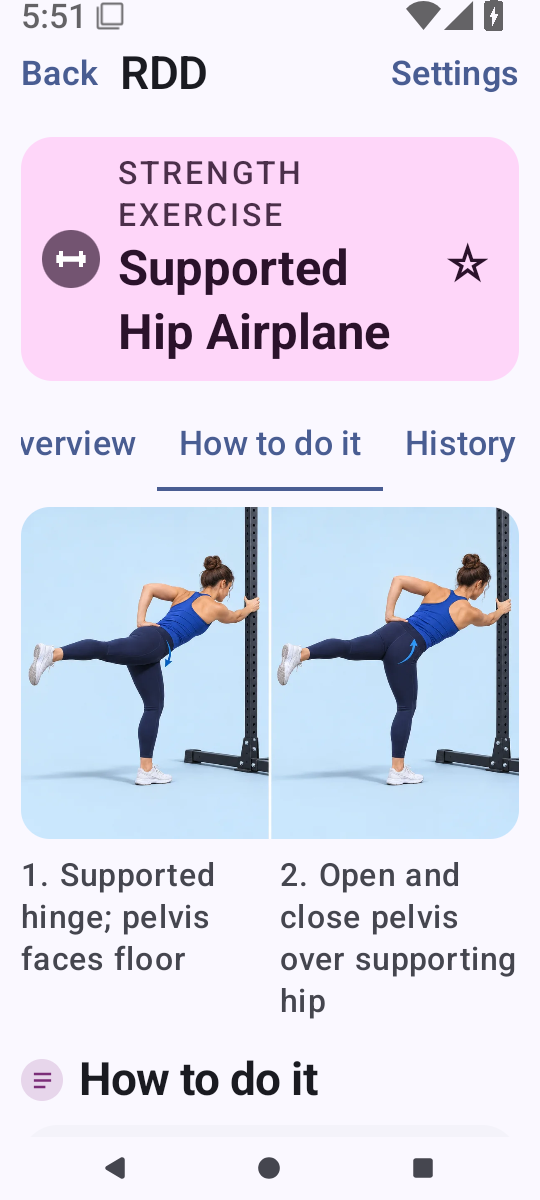 5:51
Back RDD Settings
STRENGTH
EXERCISE
Supported
Hip Airplane
verview How to do it History
1. Supported
hinge; pelvis
faces floor
2. Open and
close pelvis
over supporting
hip
How to do it